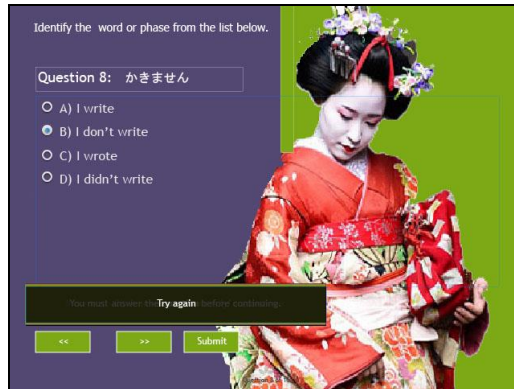 Identify the word or phase from the list below.
Question 8: かきません
A) I write
B) I don't write
C) I wrote
D) I didn't write
You must answer the Try again before continuing.
<< >> Submit